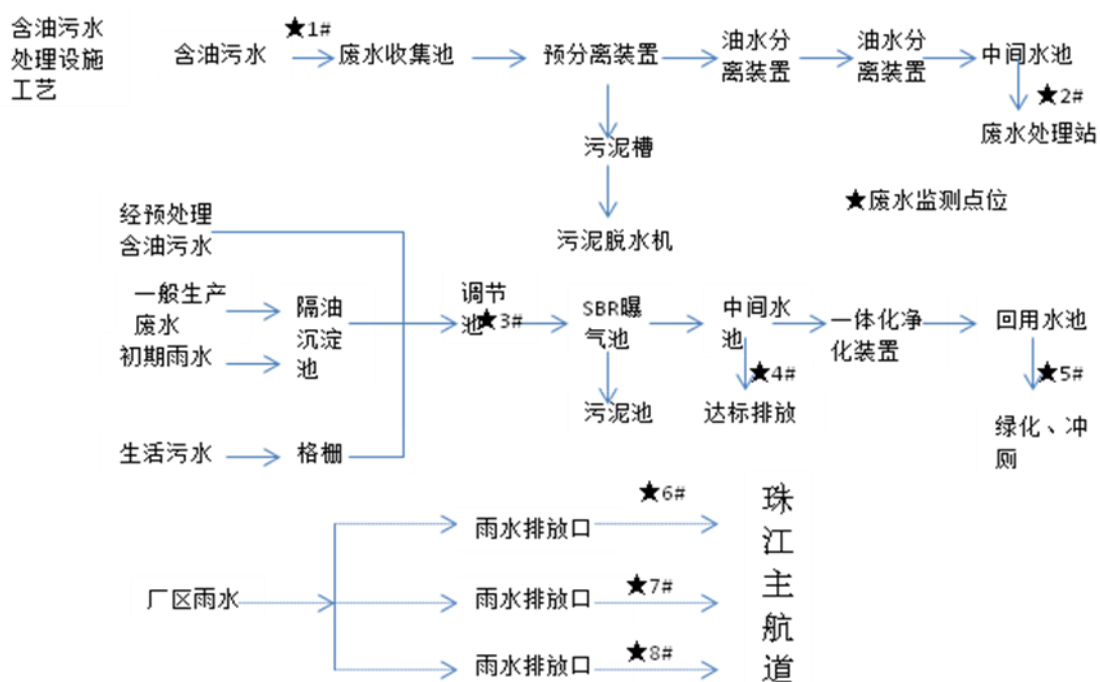 含油污水
处理设施
工艺
含油污水
★1#
废水收集池
预分离装置
油水分
离装置
油水分
离装置
中间水池
★2#
废水处理站
污泥槽
污泥脱水机
★废水监测点位
经预处理
含油污水
一般生产
废水
初期雨水
隔油
沉淀
池
生活污水
格栅
调节
池★3#
SBR曝
气池
污泥池
中间水
池
★4#
达标排放
一体化净
化装置
回用水池
★5#
绿化、冲
厕
厂区雨水
雨水排放口
★6#
雨水排放口
★7#
雨水排放口
★8#
珠
江
主
航
道